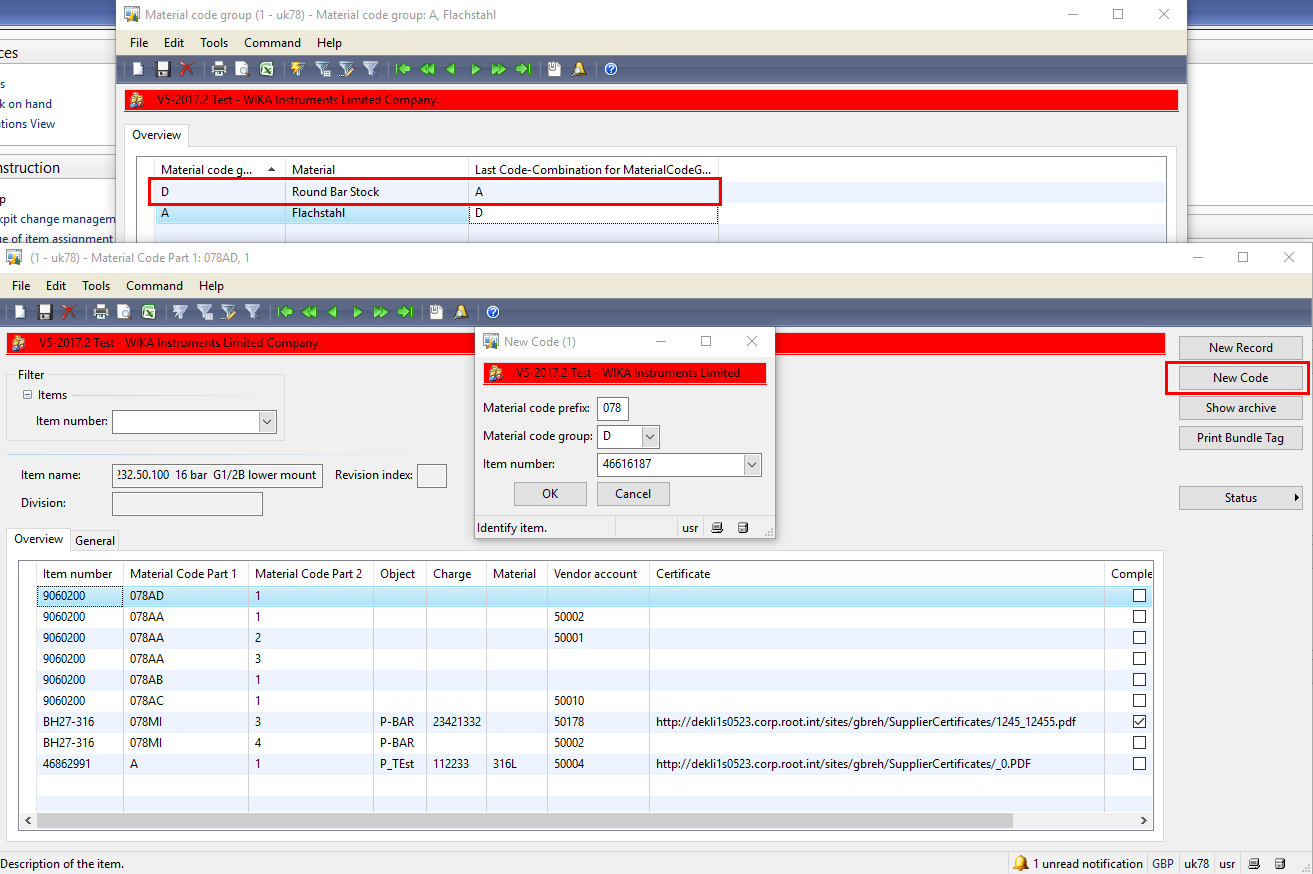 Material code group (1 - uk78) - Material code group: A, Flachstahl
File Edit Tools Command Help
V5-2017.2 Test - WIKA Instruments Limited Company.
Overview
Material code g... Material Last Code-Combination for MaterialCodeG...
D Round Bar Stock A
A Flachstahl D
ces
s
k on hand
ations View
nstruction
p
kpit change managem
ge of item assignment
(1 - uk78) - Material Code Part 1: 078AD, 1
File Edit Tools Command Help
V5-2017.2 Test - WIKA Instruments Limited Company.
Filter
Items
Item number:
Item name: 232.50.100 16 bar G1/2B lower mount Revision index:
Division:
New Code (1)
V5-2017.2 Test - WIKA Instruments Limited
Material code prefix: 078
Material code group: D
Item number: 46616187
OK Cancel
Identify item. usr
New Record
New Code
Show archive
Print Bundle Tag
Status
Overview General
Item number Material Code Part 1 Material Code Part 2 Object Charge Material Vendor account Certificate Comple
9060200 078AD 1
9060200 078AA 1 50002
9060200 078AA 2 50001
9060200 078AA 3
9060200 078AB 1
9060200 078AC 1 50010
BH27-316 078MI 3 P-BAR 23421332 50178 http://dekli1s0523.corp.root.int/sites/gbreh/SupplierCertificates/1245_12455.pdf
BH27-316 078MI 4 P-BAR 50002
46862991 A 1 P_TEst 112233 316L 50004 http://dekli1s0523.corp.root.int/sites/gbreh/SupplierCertificates/_0.PDF
Description of the item. 1 unread notification GBP uk78 usr